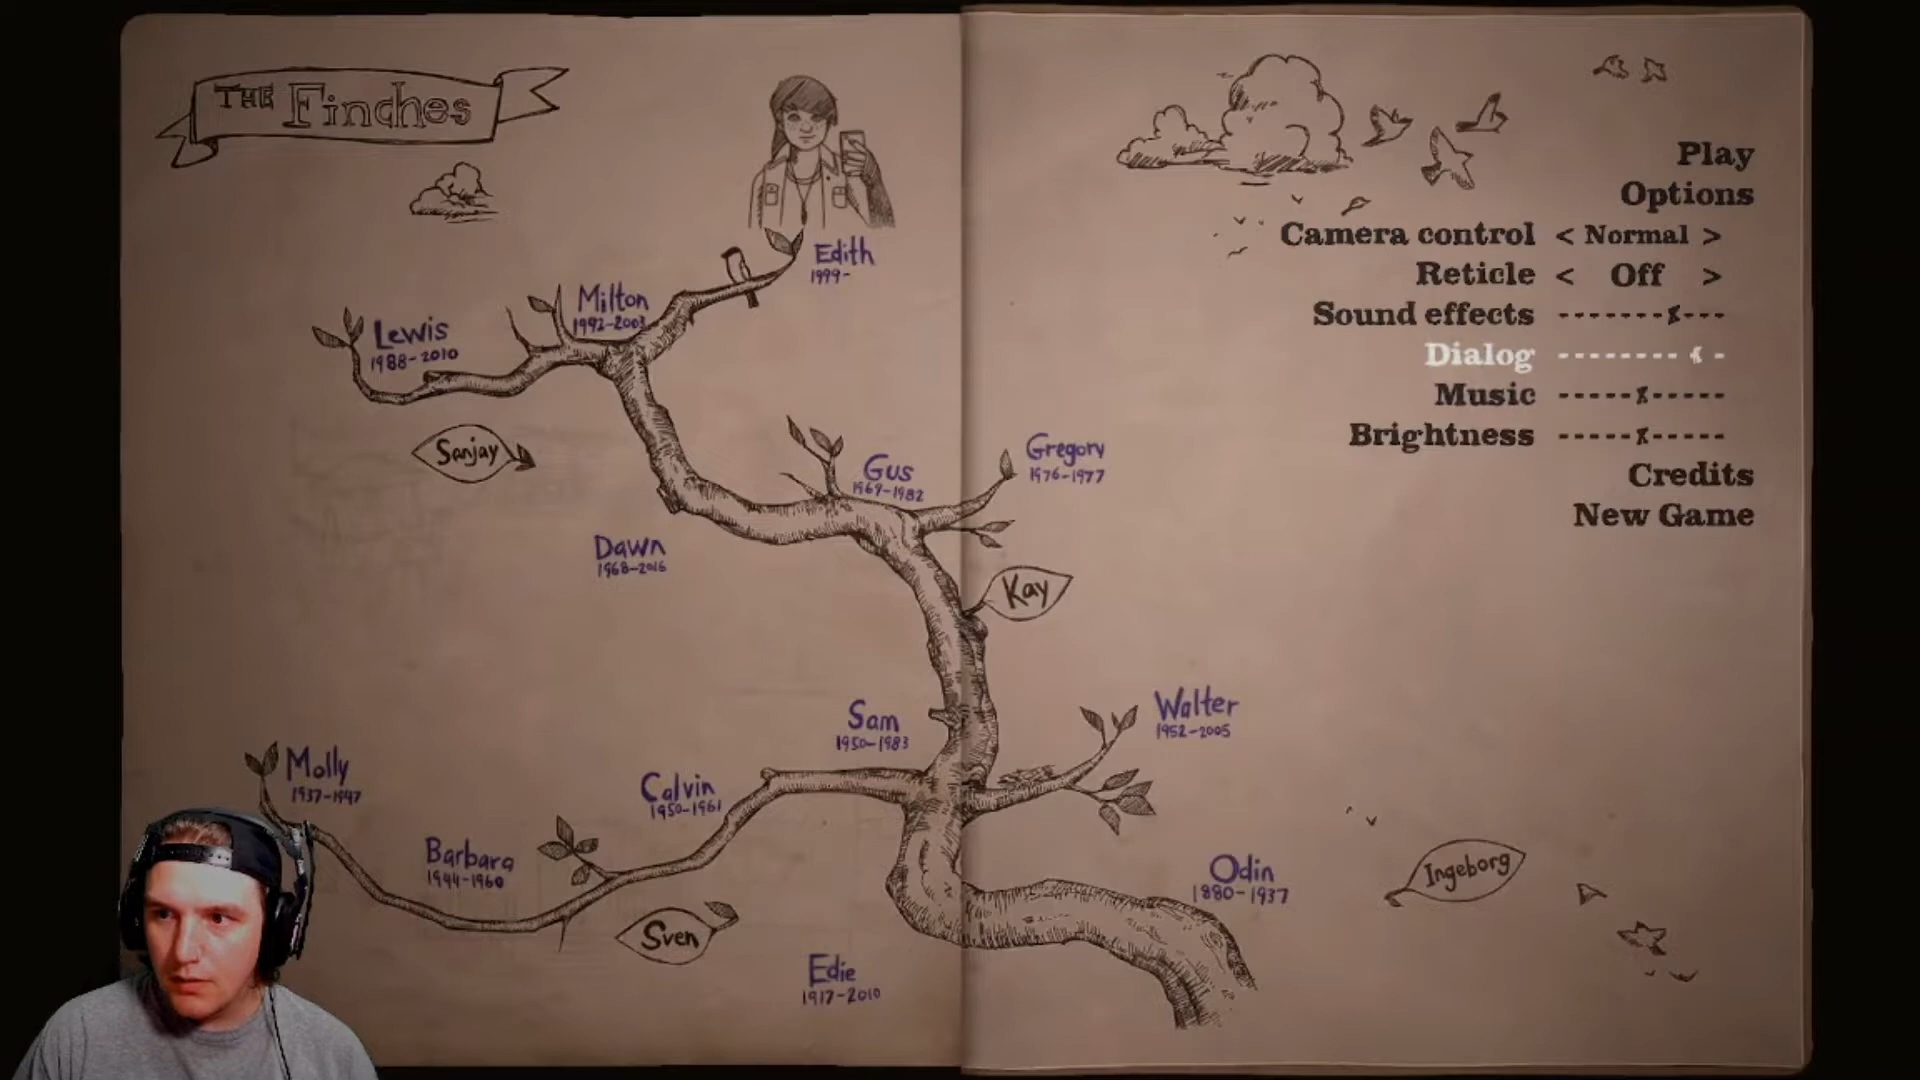 THE Finches
Edith
1999-
Milton
1992-2003
Lewis
1988-2010
Sanjay
Gus
1969-1982
Gregory
1976-1977
Dawn
1968-2016
Kay
Sam
1950-1983
Walter
1952-2005
Molly
1937-1947
Calvin
1950-1961
Barbara
1944-1960
Sven
Odin
1880-1937
Ingeborg
Edie
1917-2010
Play
Options
Camera control < Normal >
Reticle < Off >
Sound effects
Dialog
Music
Brightness
Credits
New Game